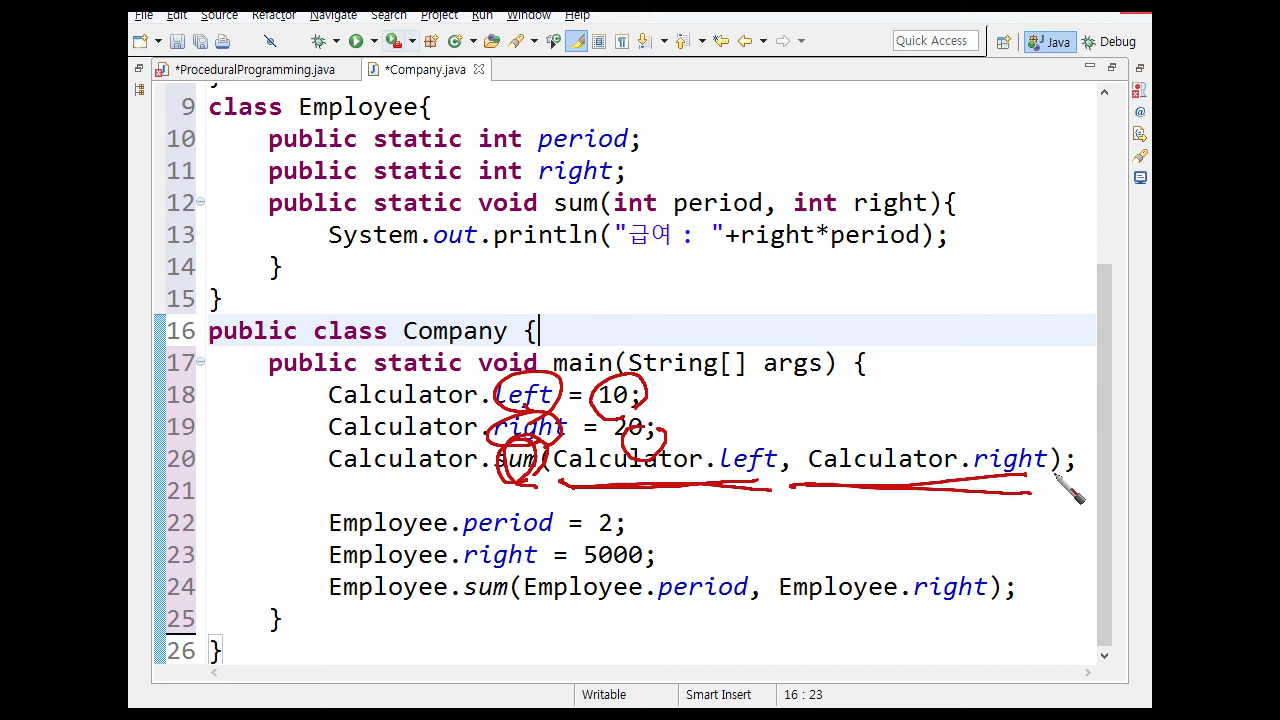 File Edit Source Refactor Navigate Search Project Run Window Help
Quick Access Java Debug
*ProceduralProgramming.java *Company.java
9 class Employee{
10 public static int period;
11 public static int right;
12 public static void sum(int period, int right){
13 System.out.println("급여 : "+right*period);
14 }
15 }
16 public class Company {
17 public static void main(String[] args) {
18 Calculator.left = 10;
19 Calculator.right = 20;
20 Calculator.sum(Calculator.left, Calculator.right);
21
22 Employee.period = 2;
23 Employee.right = 5000;
24 Employee.sum(Employee.period, Employee.right);
25 }
26 }
Writable Smart Insert 16 : 23